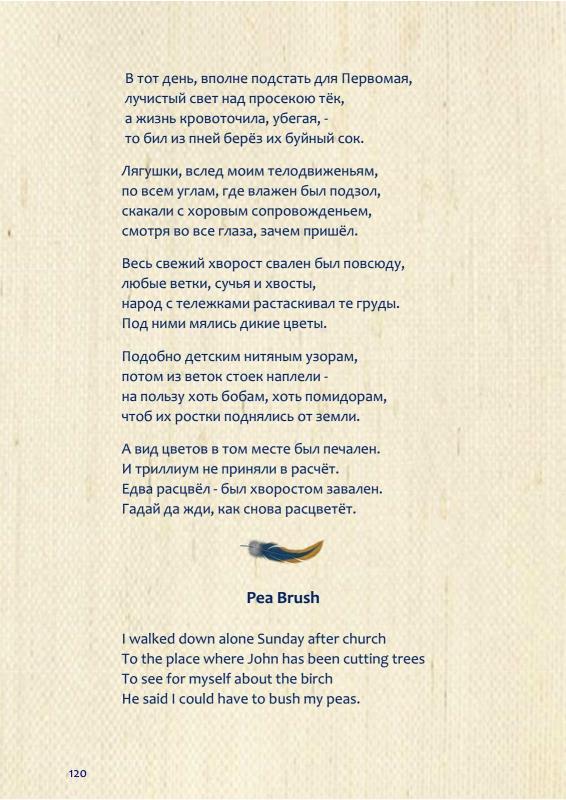 В тот день, вполне подстать для Первомая,
лучистый свет над просекою тёк,
а жизнь кровоточила, убегая, -
то бил из пней берёз их буйный сок.
Лягушки, вслед моим телодвиженьям,
по всем углам, где влажен был подзол,
скакали с хоровым сопровожденьем,
смотря во все глаза, зачем пришёл.
Весь свежий хворост свален был повсюду,
любые ветки, сучья и хвосты,
народ с тележками растаскивал те груды.
Под ними мялись дикие цветы.
Подобно детским нитяным узорам,
потом из веток стоек наплели -
на пользу хоть бобам, хоть помидорам,
чтоб их ростки поднялись от земли.
А вид цветов в том месте был печален.
И триллиум не приняли в расчёт.
Едва расцвёл - был хворостом завален.
Гадай да жди, как снова расцветёт.
Pea Brush
I walked down alone Sunday after church
To the place where John has been cutting trees
To see for myself about the birch
He said I could have to bush my peas.
120